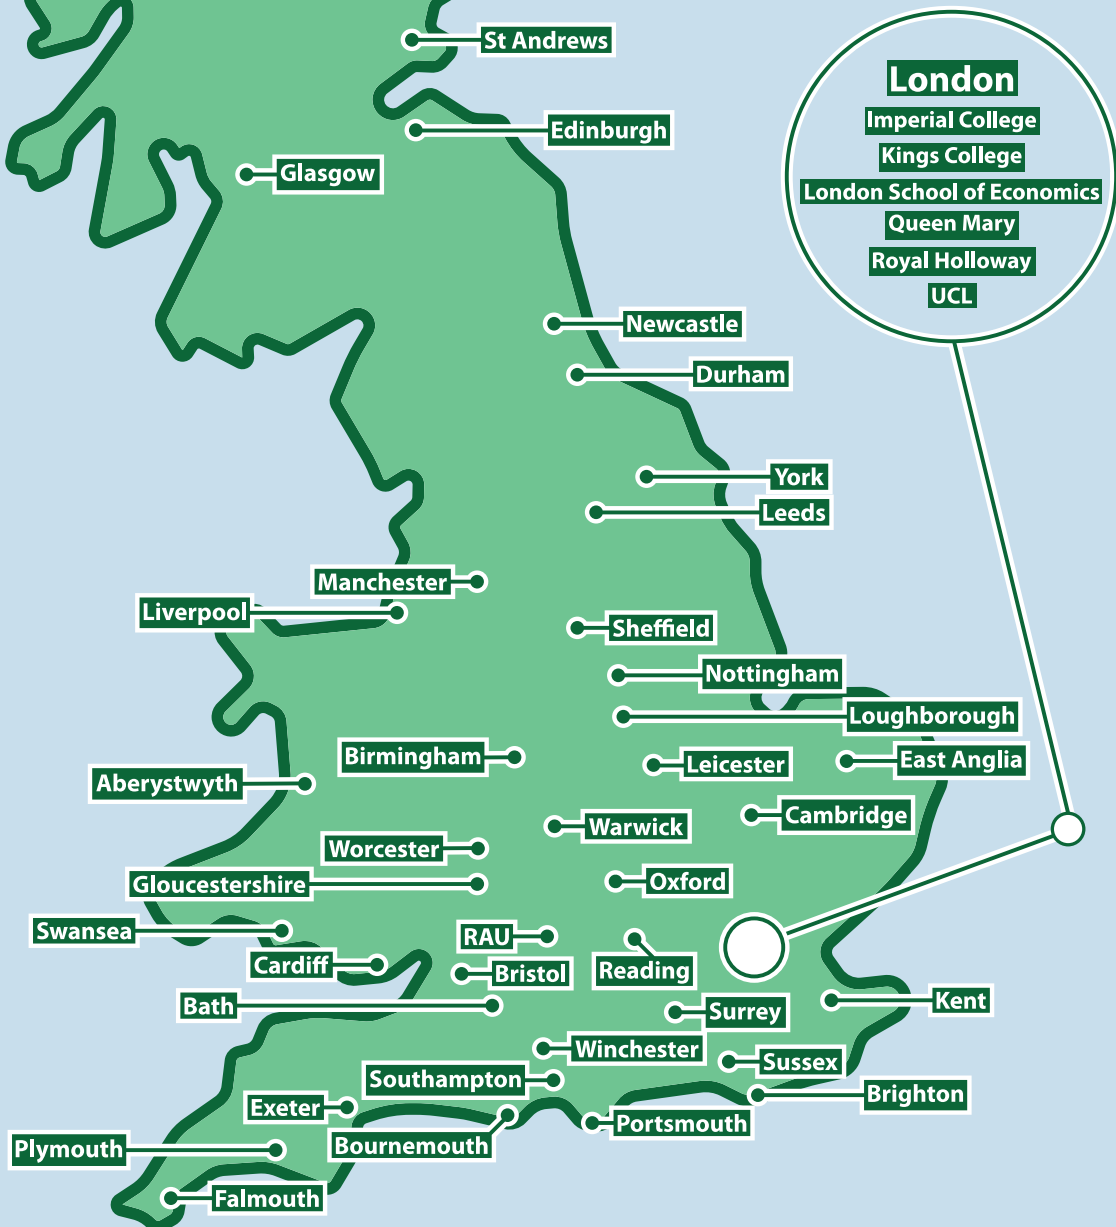 St Andrews
London
Imperial College
Edinburgh
Kings College
Glasgow
London School of Economics
Queen Mary
Royal Holloway
UCL
Newcastle
Durham
York
Leeds
Manchester
Liverpool
Sheffield
Nottingham
Loughborough
Birmingham
East Anglia
Leicester
Aberystwyth
Cambridge
Warwick
Worcester
Oxford
Gloucestershire
Swansea
RAU
Cardiff
Reading
Bristol
Kent
Bath
Surrey
Winchester
Sussex
Southampton
Brighton
Exeter
Portsmouth
Bournemouth
Plymouth
Falmouth